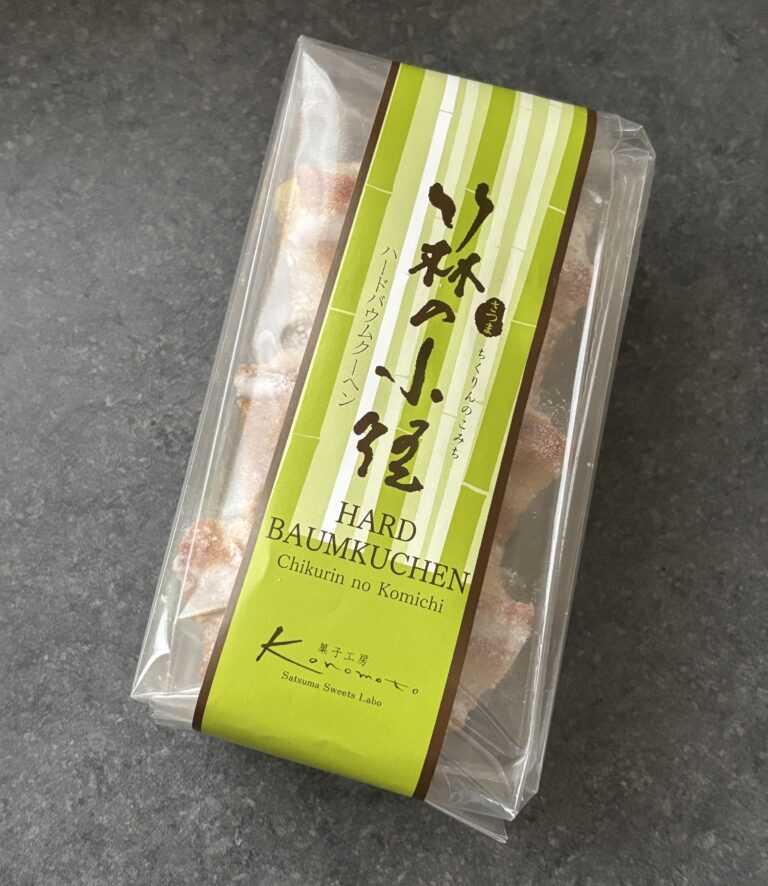 竹林の小径
さつま
ちくりんのこみち
ハードバウムクーヘン
HARD
BAUMKUCHEN
Chikurin no Komichi
菓子工房
Konomoto
Satsuma Sweets Labo